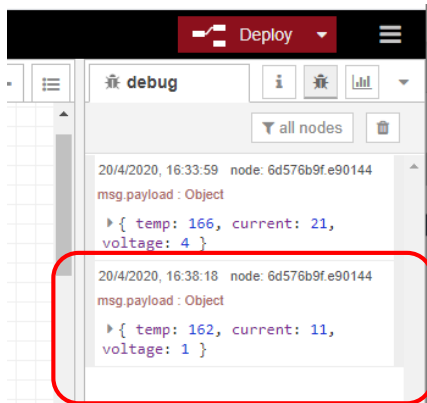 Deploy
debug
i
all nodes
20/4/2020, 16:33:59 node: 6d576b9f.e90144
msg.payload : Object
{ temp: 166, current: 21,
voltage: 4 }
20/4/2020, 16:38:18 node: 6d576b9f.e90144
msg.payload : Object
{ temp: 162, current: 11,
voltage: 1 }